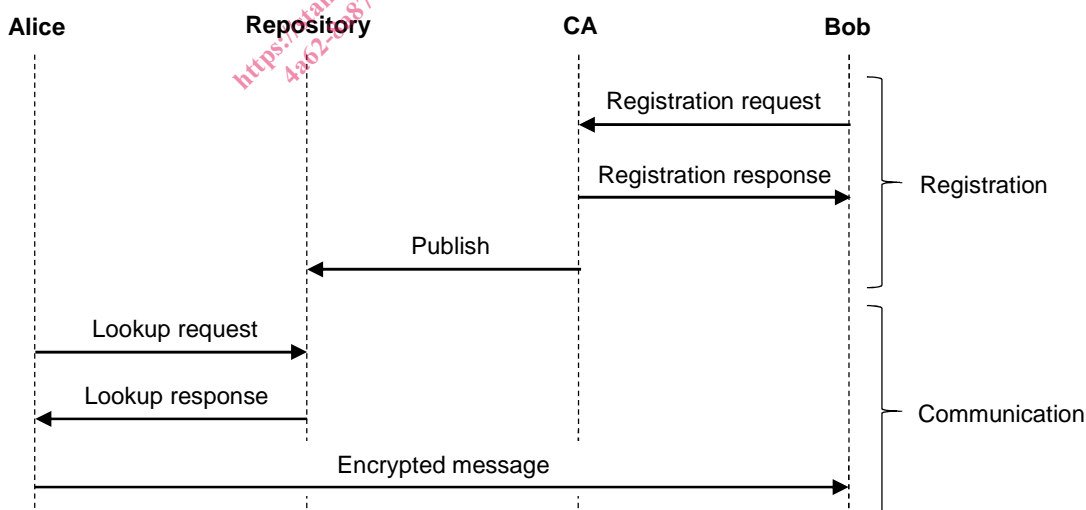 Alice Repository CA Bob
Registration request
Registration response
Registration
Publish
Lookup request
Lookup response
Communication
Encrypted message